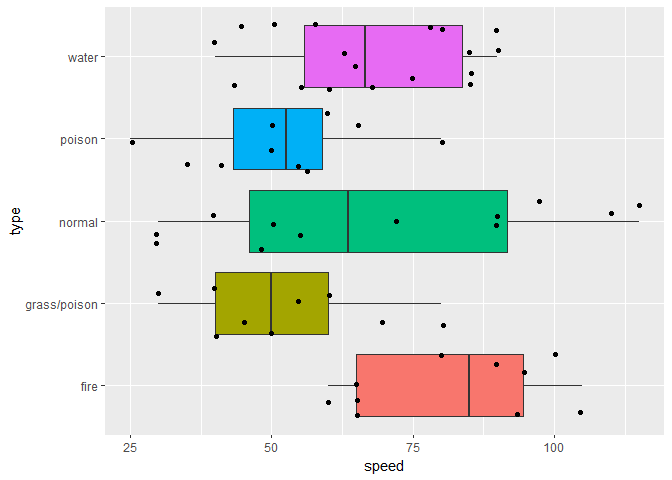 water
poison
normal
grass/poison
fire
type
25 50 75 100
speed